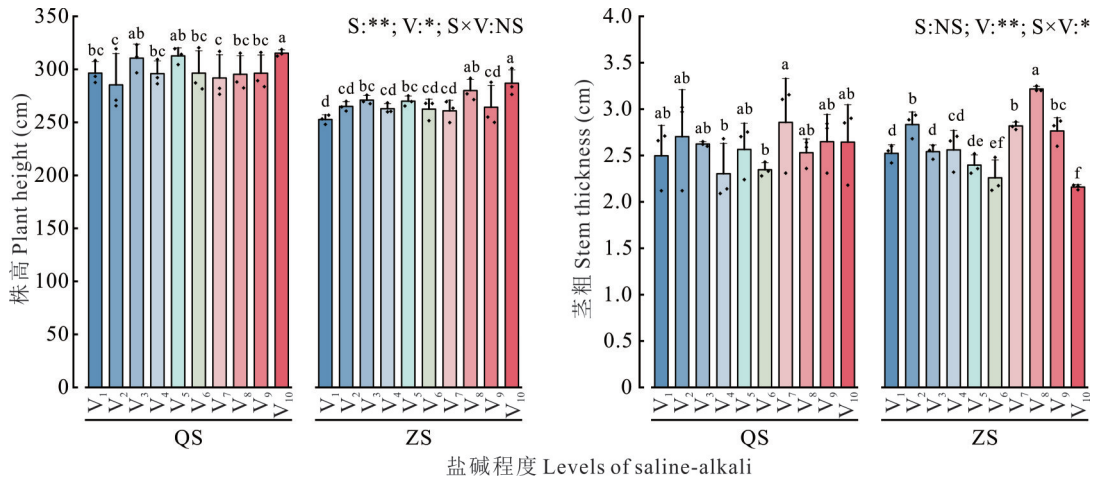 株高 Plant height (cm)
350
300
250
200
150
100
50
0
S:**; V:*; S×V:NS
bc c ab bc ab bc c bc bc a
d cd bc cd bc cd cd ab cd a
V1 V2 V3 V4 V5 V6 V7 V8 V9 V10
QS
V1 V2 V3 V4 V5 V6 V7 V8 V9 V10
ZS
茎粗 Stem thickness (cm)
4.0
3.5
3.0
2.5
2.0
1.5
1.0
0.5
0
S:NS; V:**; S×V:*
ab ab ab b ab b a ab ab ab
d b d cd de ef b a bc f
V1 V2 V3 V4 V5 V6 V7 V8 V9 V10
QS
V1 V2 V3 V4 V5 V6 V7 V8 V9 V10
ZS
盐碱程度 Levels of saline-alkali